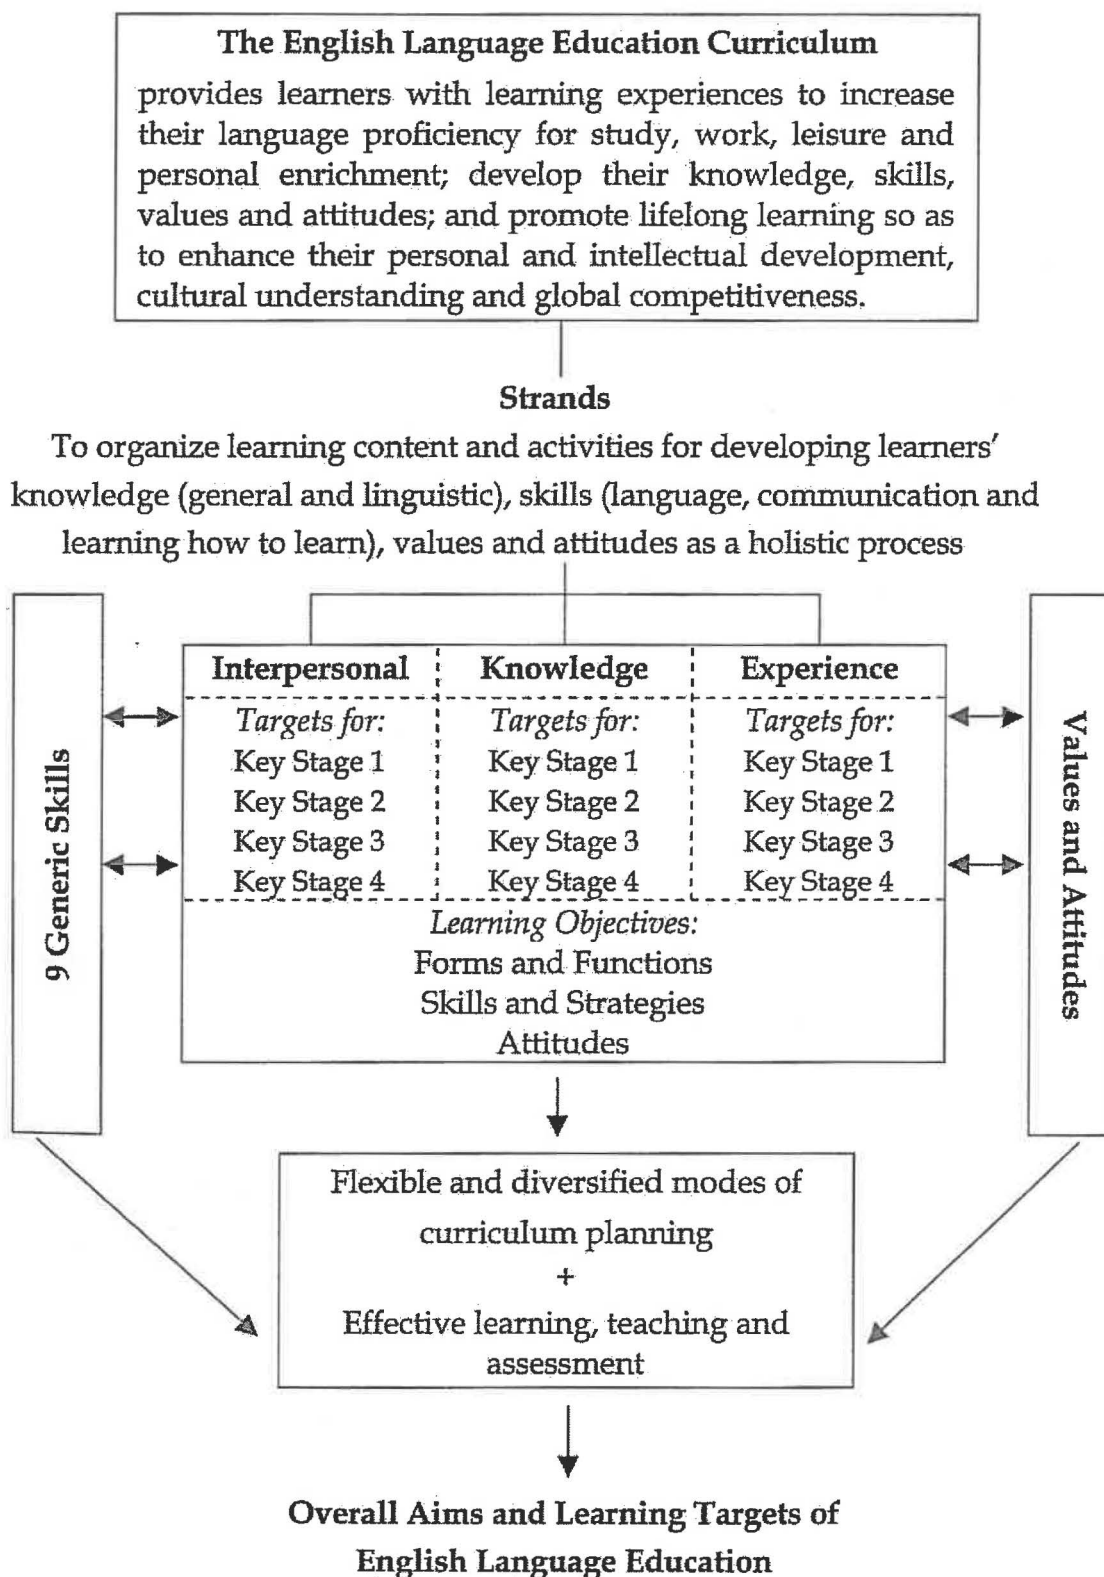 The English Language Education Curriculum
provides learners with learning experiences to increase
their language proficiency for study, work, leisure and
personal enrichment; develop their knowledge, skills,
values and attitudes; and promote lifelong learning so as
to enhance their personal and intellectual development,
cultural understanding and global competitiveness.
Strands
To organize learning content and activities for developing learners'
knowledge (general and linguistic), skills (language, communication and
learning how to learn), values and attitudes as a holistic process
9 Generic Skills
Interpersonal Knowledge Experience
Targets for: Targets for: Targets for:
Key Stage 1 Key Stage 1 Key Stage 1
Key Stage 2 Key Stage 2 Key Stage 2
Key Stage 3 Key Stage 3 Key Stage 3
Key Stage 4 Key Stage 4 Key Stage 4
Learning Objectives:
Forms and Functions
Skills and Strategies
Attitudes
Values and Attitudes
Flexible and diversified modes of
curriculum planning
+
Effective learning, teaching and
assessment
Overall Aims and Learning Targets of
English Language Education